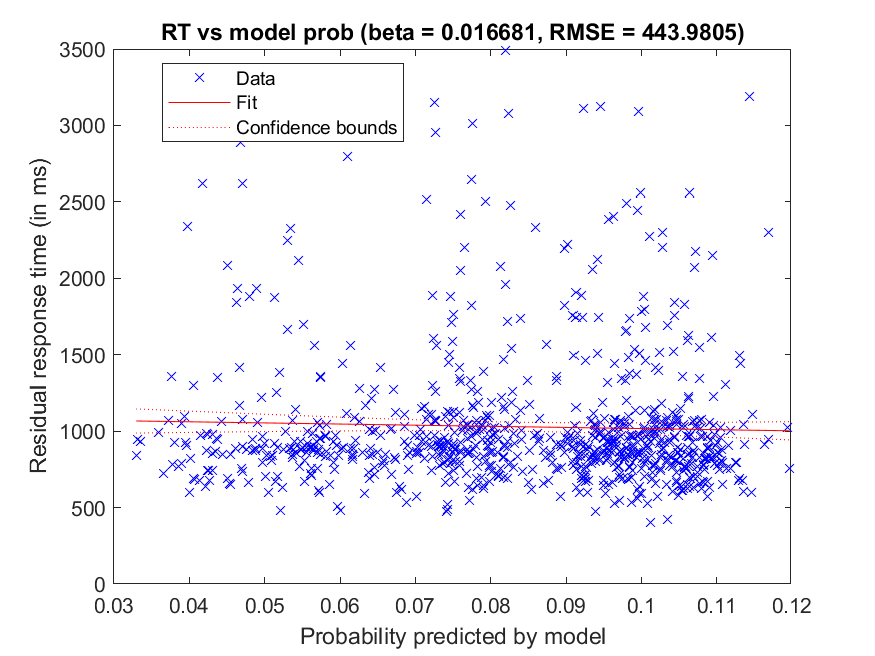 RT vs model prob (beta = 0.016681, RMSE = 443.9805)
3500
3000
2500
2000
1500
1000
500
0
Residual response time (in ms)
Data
Fit
Confidence bounds
0.03 0.04 0.05 0.06 0.07 0.08 0.09 0.1 0.11 0.12
Probability predicted by model